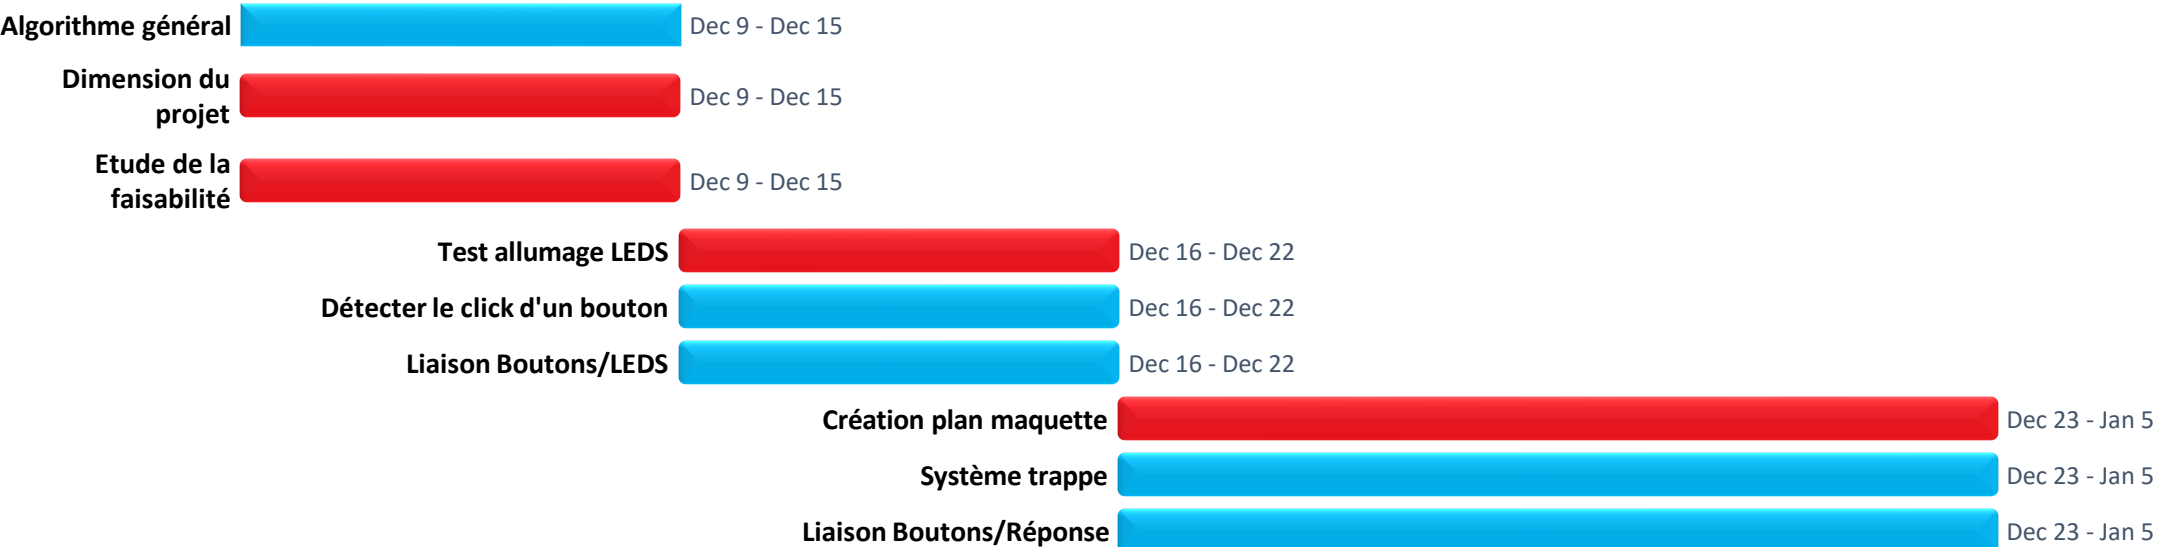 Algorithme général Dec 9 - Dec 15
Dimension du
projet
Dec 9 - Dec 15
Etude de la
faisabilité
Dec 9 - Dec 15
Test allumage LEDS Dec 16 - Dec 22
Détecter le click d'un bouton Dec 16 - Dec 22
Liaison Boutons/LEDS Dec 16 - Dec 22
Création plan maquette Dec 23 - Jan 5
Système trappe Dec 23 - Jan 5
Liaison Boutons/Réponse Dec 23 - Jan 5